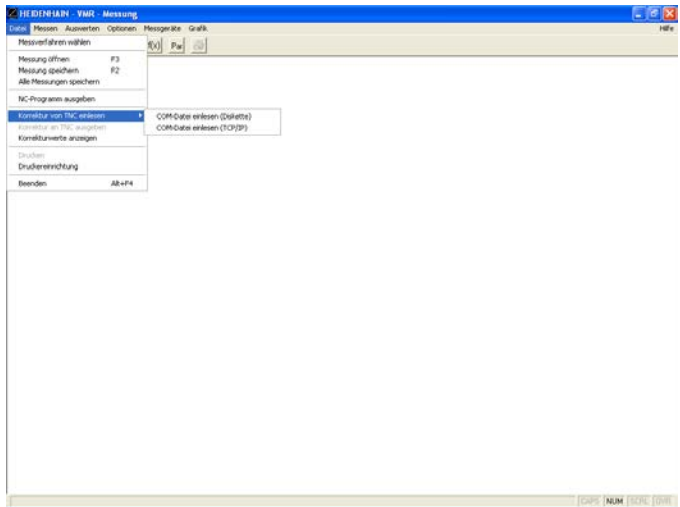 HEIDENHAIN - VMR - Messung
Datei Messen Auswerten Optionen Messgeräte Grafik Hilfe
Messverfahren wählen
f(x) Par
Messung öffnen F3
Messung speichern F2
Alle Messungen speichern
NC-Programm ausgeben
Korrektur von TNC einlesen
COM-Datei einlesen (Diskette)
Korrektur an TNC ausgeben
COM-Datei einlesen (TCP/IP)
Korrekturwerte anzeigen
Drucken
Druckereinrichtung
Beenden Alt+F4
CAPS NUM SCRL OVR